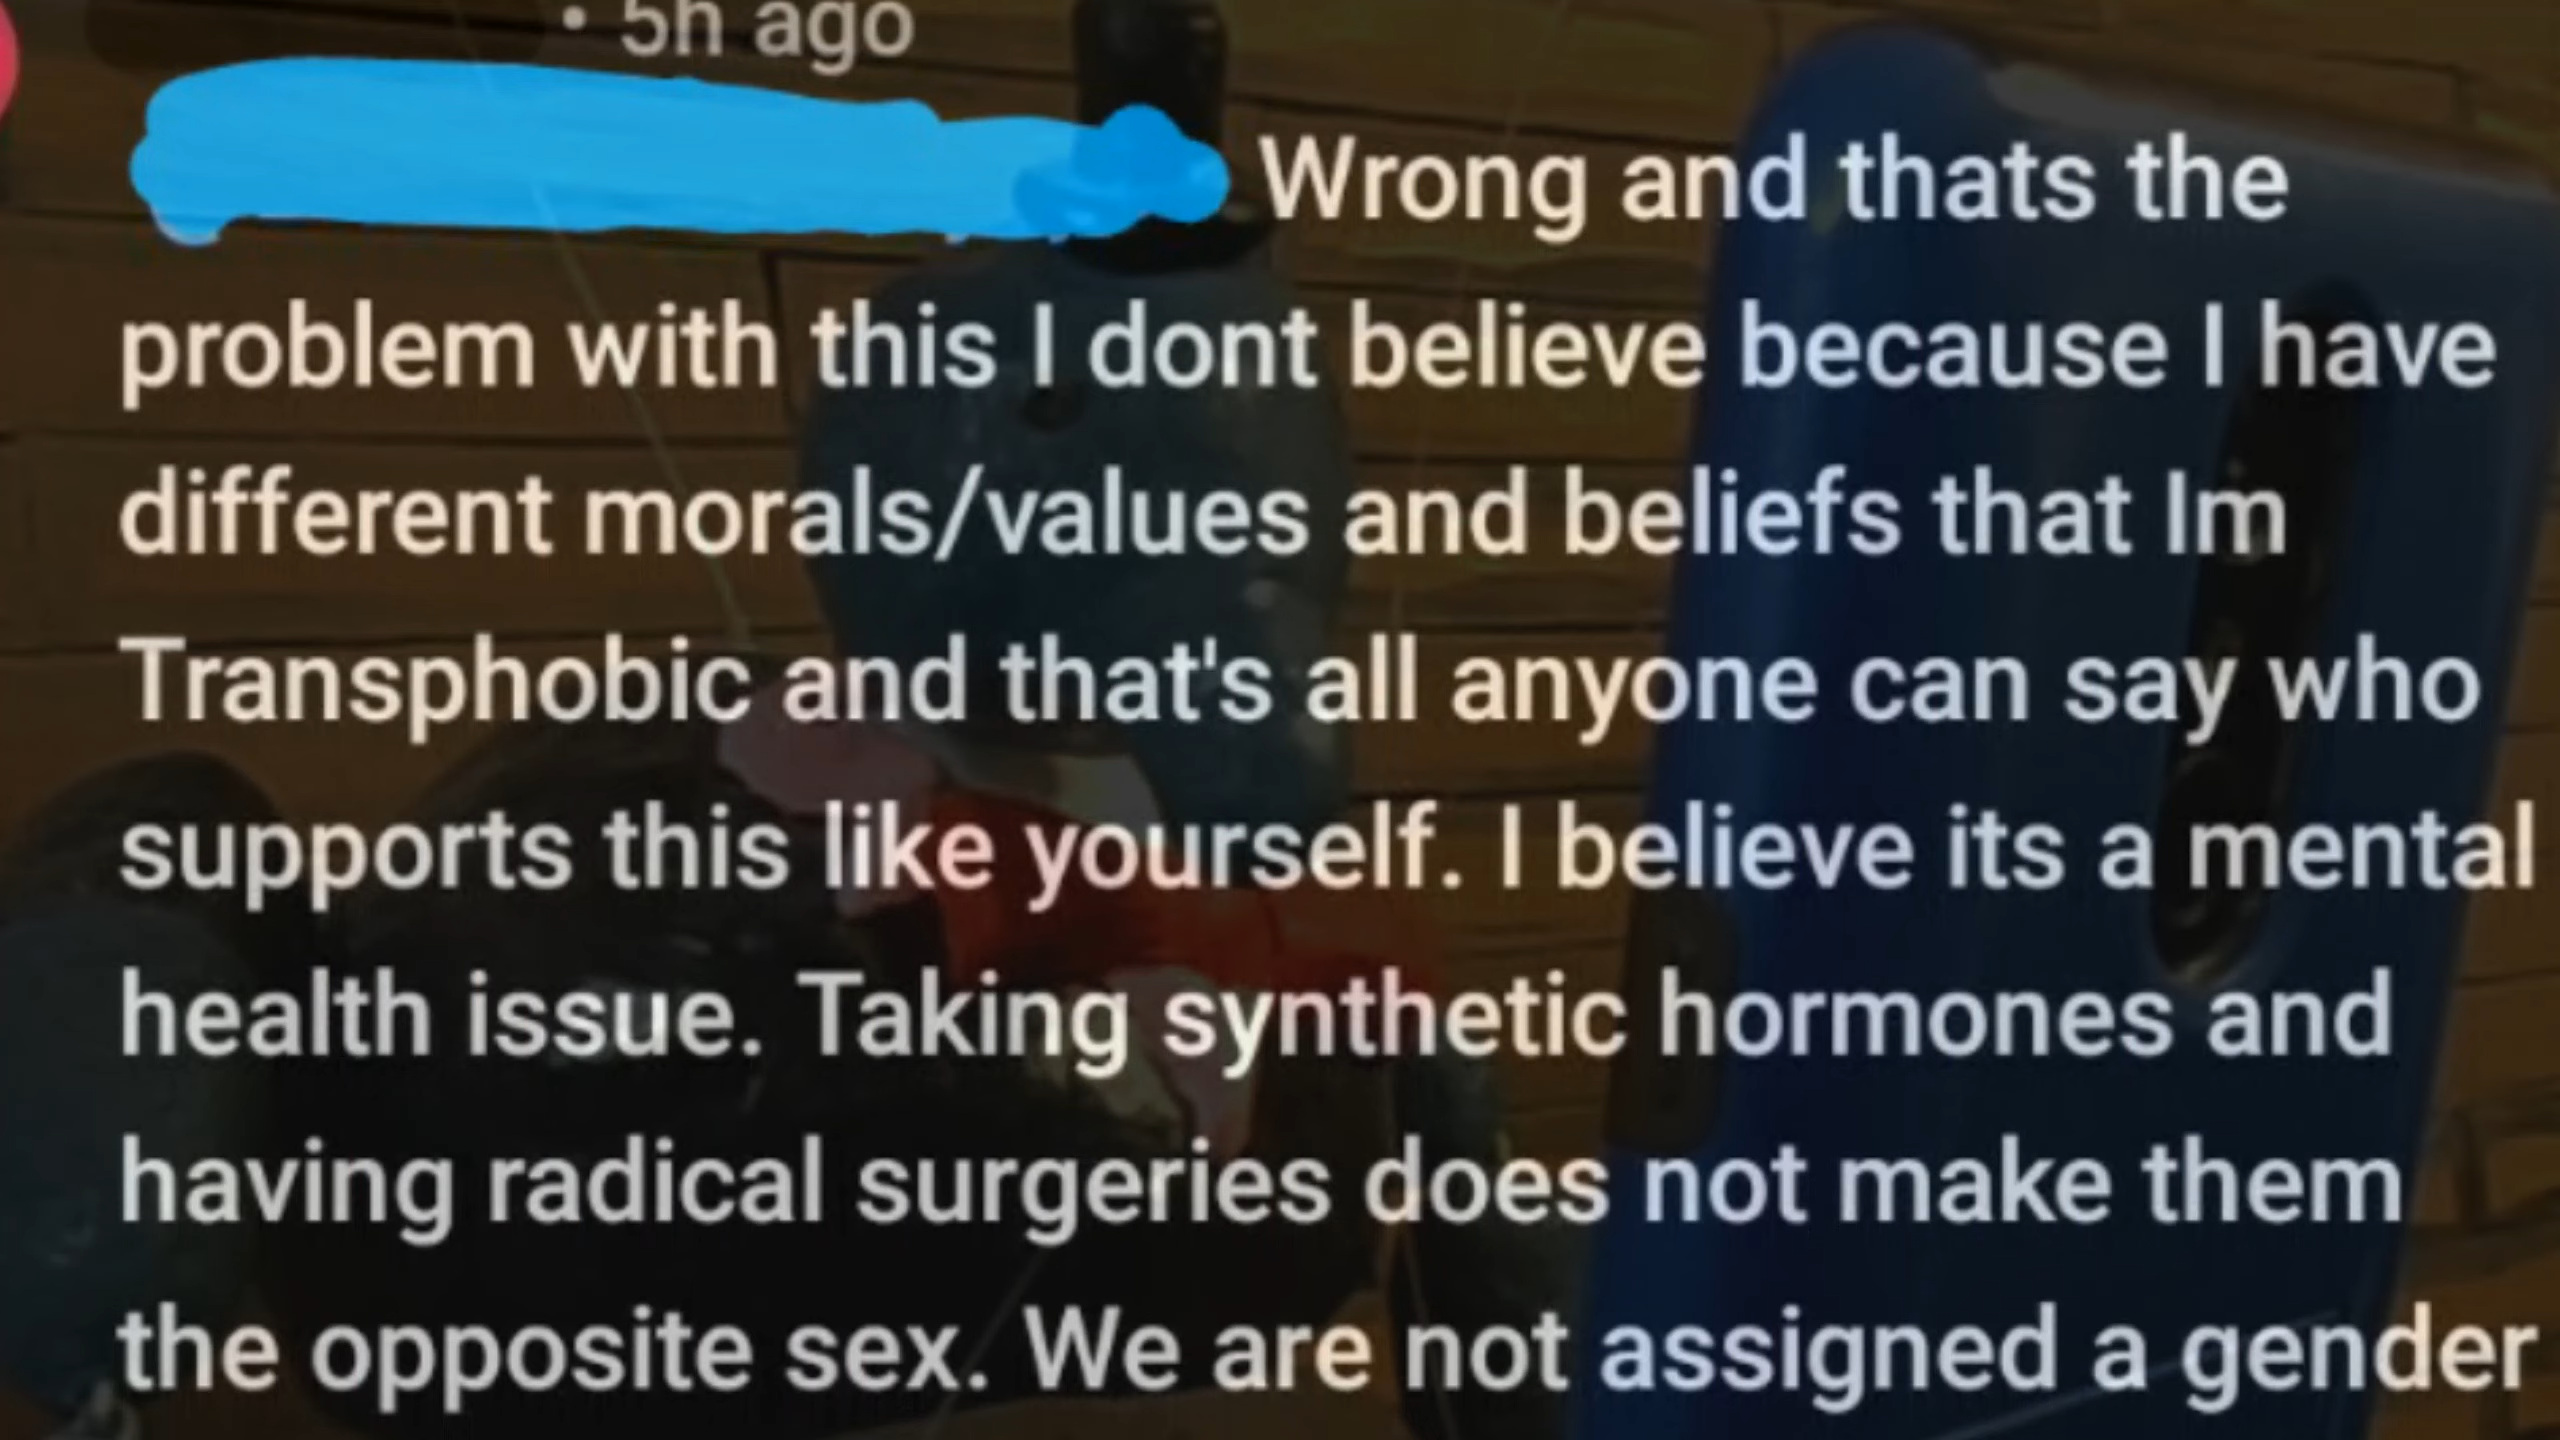 • 5h ago
Wrong and thats the
problem with this I dont believe because I have
different morals/values and beliefs that Im
Transphobic and that's all anyone can say who
supports this like yourself. I believe its a mental
health issue. Taking synthetic hormones and
having radical surgeries does not make them
the opposite sex. We are not assigned a gender